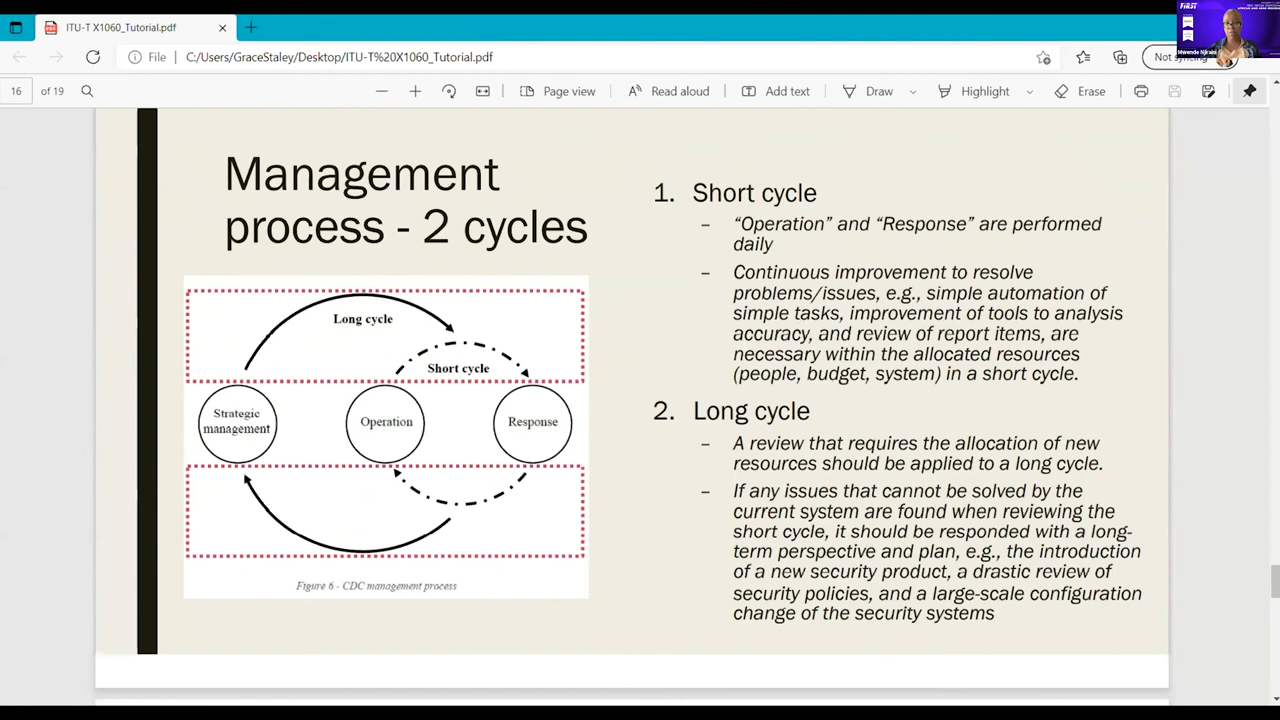 ITU-T X1060_Tutorial.pdf
File
C:/Users/GraceStaley/Desktop/ITU-T%20X1060_Tutorial.pdf
Not syncing
16 of 19
Page view
Read aloud
Add text
Draw
Highlight
Erase
FiRST
Mwende Njiraini
Management
process - 2 cycles
Long cycle
Short cycle
Strategic
management
Operation
Response
Figure 6 - CDC management process
1. Short cycle
– “Operation” and “Response” are performed
daily
– Continuous improvement to resolve
problems/issues, e.g., simple automation of
simple tasks, improvement of tools to analysis
accuracy, and review of report items, are
necessary within the allocated resources
(people, budget, system) in a short cycle.
2. Long cycle
– A review that requires the allocation of new
resources should be applied to a long cycle.
– If any issues that cannot be solved by the
current system are found when reviewing the
short cycle, it should be responded with a long-
term perspective and plan, e.g., the introduction
of a new security product, a drastic review of
security policies, and a large-scale configuration
change of the security systems